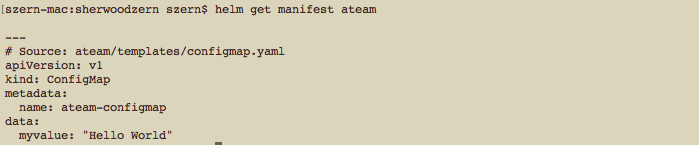 [szern-mac:sherwoodzern szern$ helm get manifest ateam
---
# Source: ateam/templates/configmap.yaml
apiVersion: v1
kind: ConfigMap
metadata:
  name: ateam-configmap
data:
  myvalue: "Hello World"